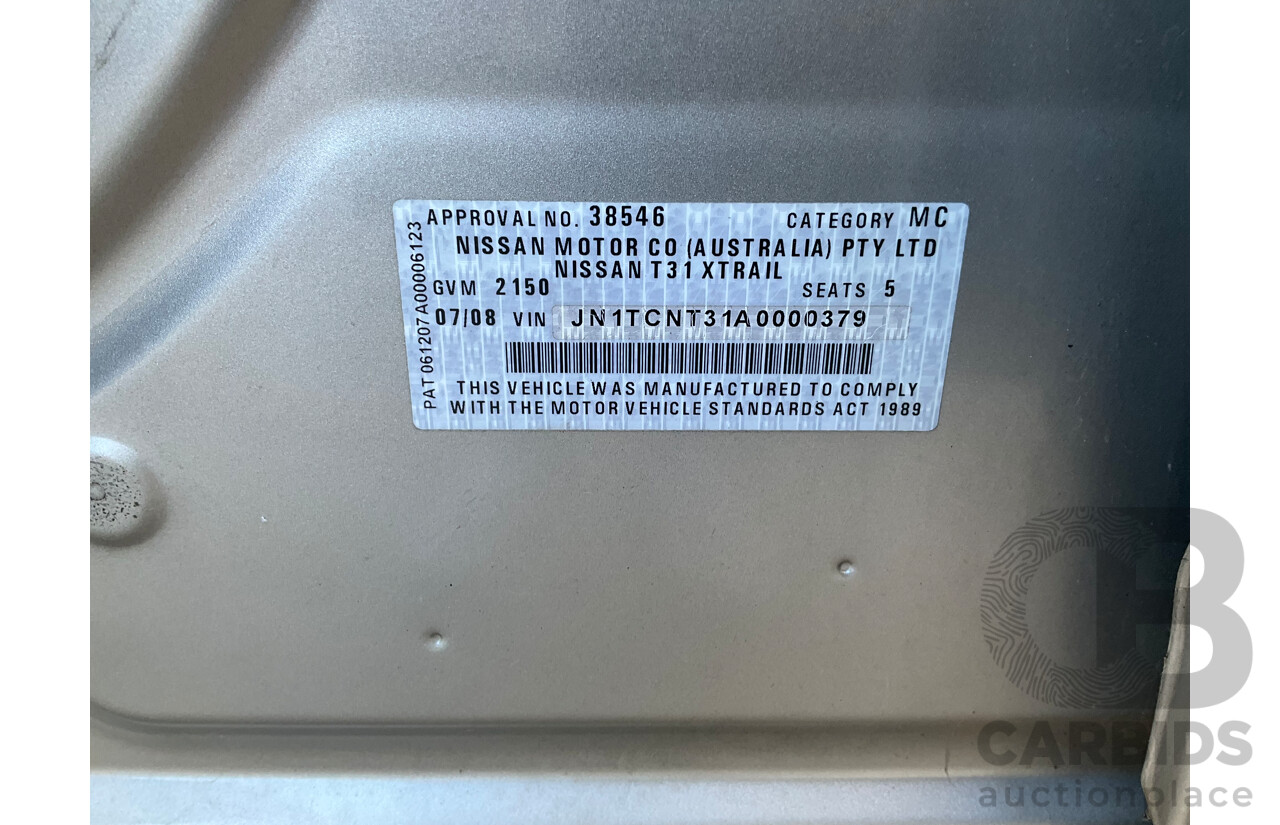 APPROVAL NO. 38546 CATEGORY MC
NISSAN MOTOR CO (AUSTRALIA) PTY LTD
NISSAN T31 XTRAIL
GVM 2150 SEATS 5
07/08 VIN JN1TCNT31A0000379
THIS VEHICLE WAS MANUFACTURED TO COMPLY
WITH THE MOTOR VEHICLE STANDARDS ACT 1989
PAT 061207A00006123
CB
CARBIDS
auctionplace